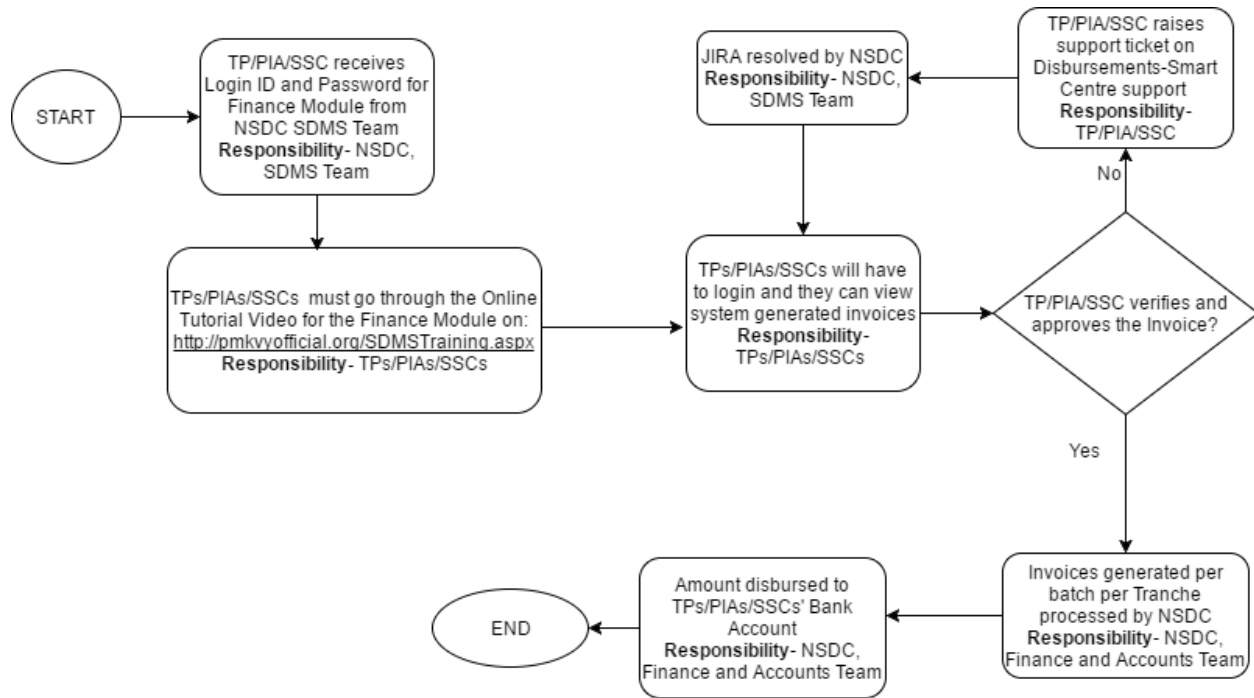 START
TP/PIA/SSC receives
Login ID and Password for
Finance Module from
NSDC SDMS Team
Responsibility- NSDC,
SDMS Team
TPs/PIAs/SSCs must go through the Online
Tutorial Video for the Finance Module on:
http://pmkvyofficial.org/SDMSTraining.aspx
Responsibility- TPs/PIAs/SSCs
JIRA resolved by NSDC
Responsibility- NSDC,
SDMS Team
TPs/PIAs/SSCs will have
to login and they can view
system generated invoices
Responsibility-
TPs/PIAs/SSCs
TP/PIA/SSC raises
support ticket on
Disbursements-Smart
Centre support
Responsibility-
TP/PIA/SSC
No
TP/PIA/SSC verifies and
approves the Invoice?
Yes
Invoices generated per
batch per Tranche
processed by NSDC
Responsibility- NSDC,
Finance and Accounts Team
Amount disbursed to
TPs/PIAs/SSCs' Bank
Account
Responsibility- NSDC,
Finance and Accounts Team
END